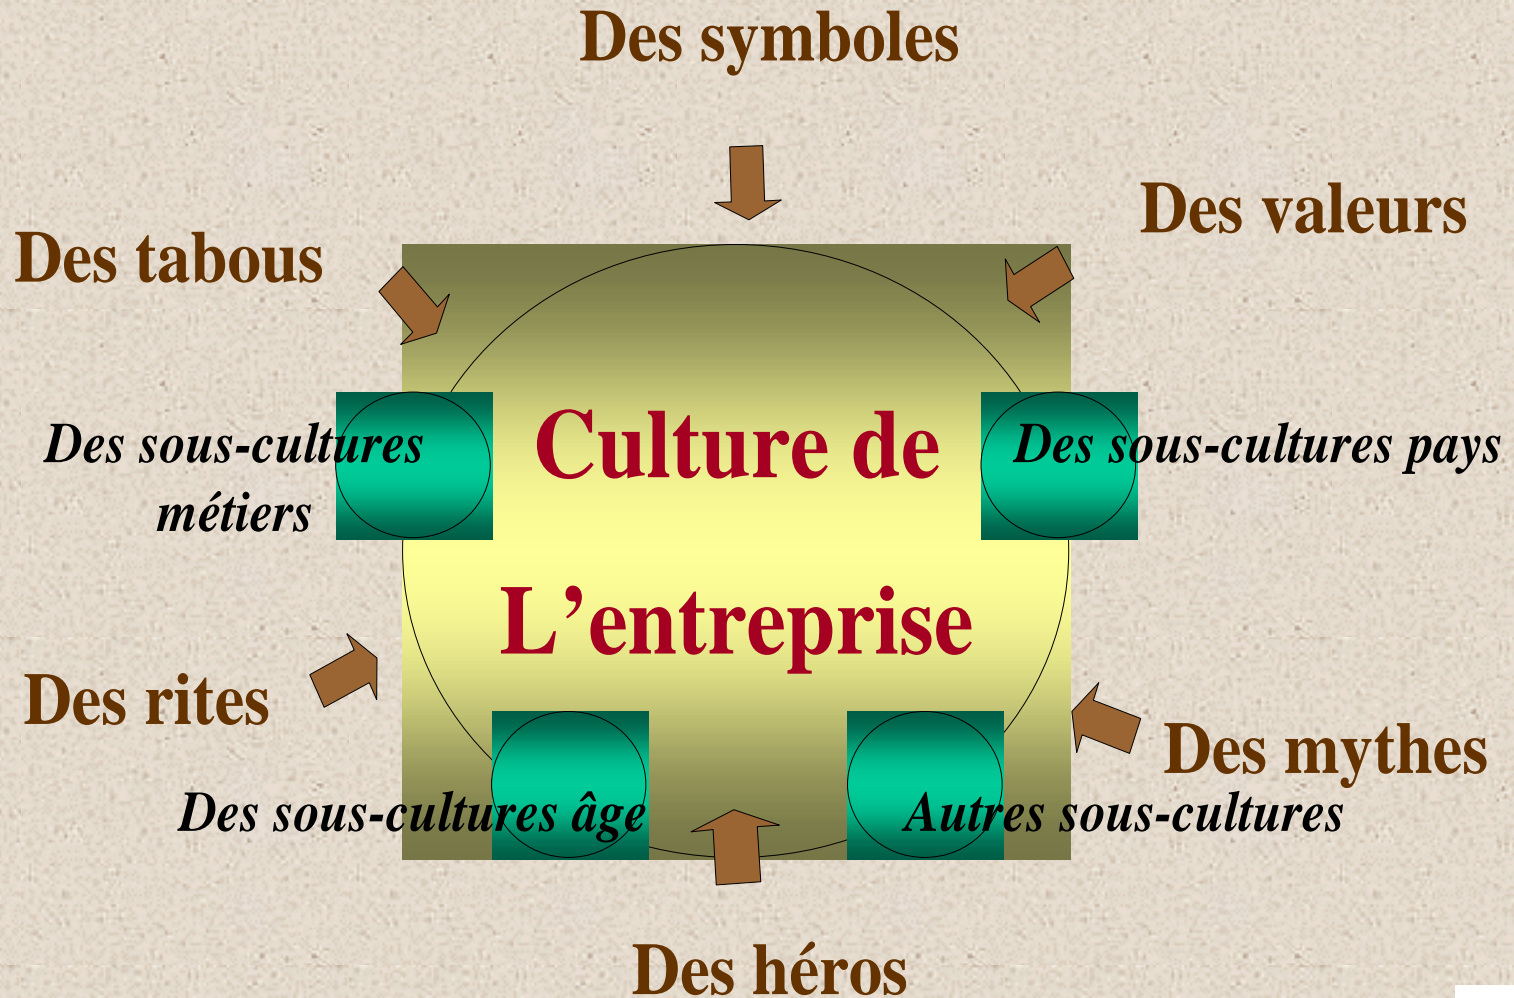 Des symboles
Des valeurs
Des tabous
Des sous-cultures
métiers
Culture de
L’entreprise
Des sous-cultures pays
Des rites
Des mythes
Des sous-cultures âge
Autres sous-cultures
Des héros